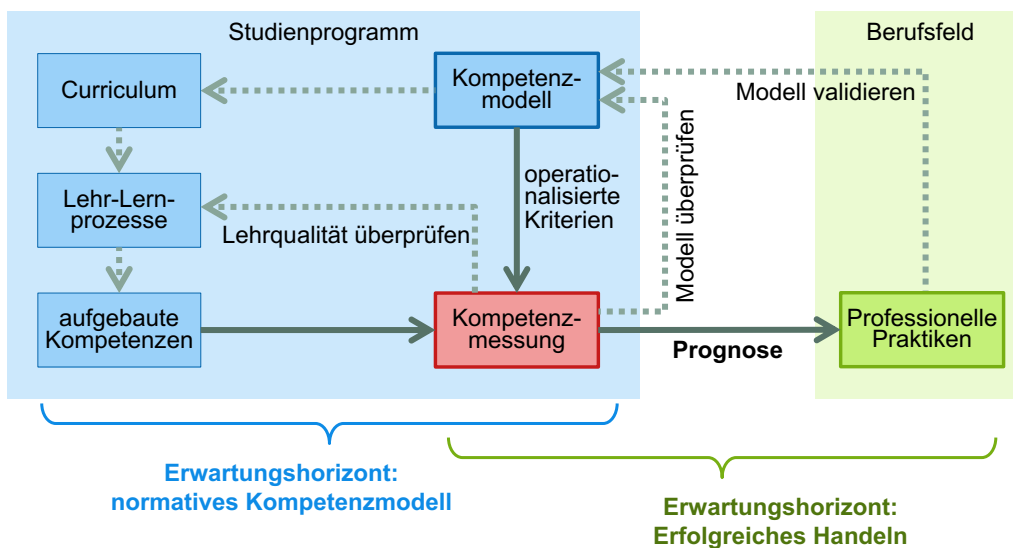 Studienprogramm
Berufsfeld
Curriculum
Kompetenz-
modell
Modell validieren
Lehr-Lern-
prozesse
operatio-
nalisierte
Kriterien
Lehrqualität überprüfen
Modell überprüfen
aufgebaute
Kompetenzen
Kompetenz-
messung
Prognose
Professionelle
Praktiken
Erwartungshorizont:
normatives Kompetenzmodell
Erwartungshorizont:
Erfolgreiches Handeln